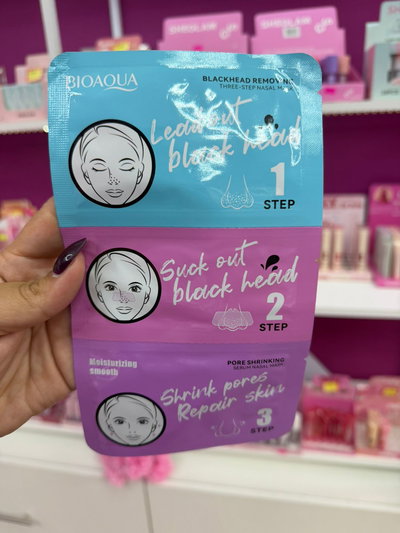 SHEGLAM
BIOAQUA
BLACKHEAD REMOVING
THREE-STEP NASAL MASK
Lead out
black head
1
STEP
Suck out
black head
2
STEP
Moisturizing
smooth
PORE SHRINKING
SERUM NASAL MASK
Shrink pores
Repair skin
3
STEP